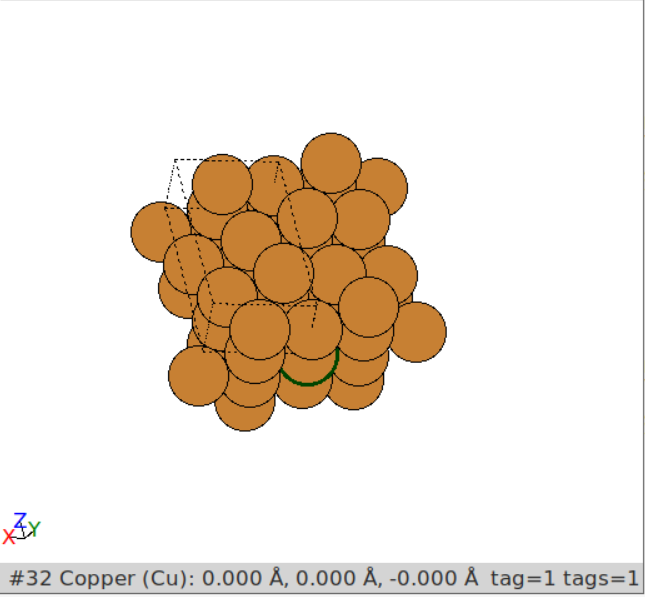 Z
X Y
#32 Copper (Cu): 0.000 Å, 0.000 Å, -0.000 Å tag=1 tags=1